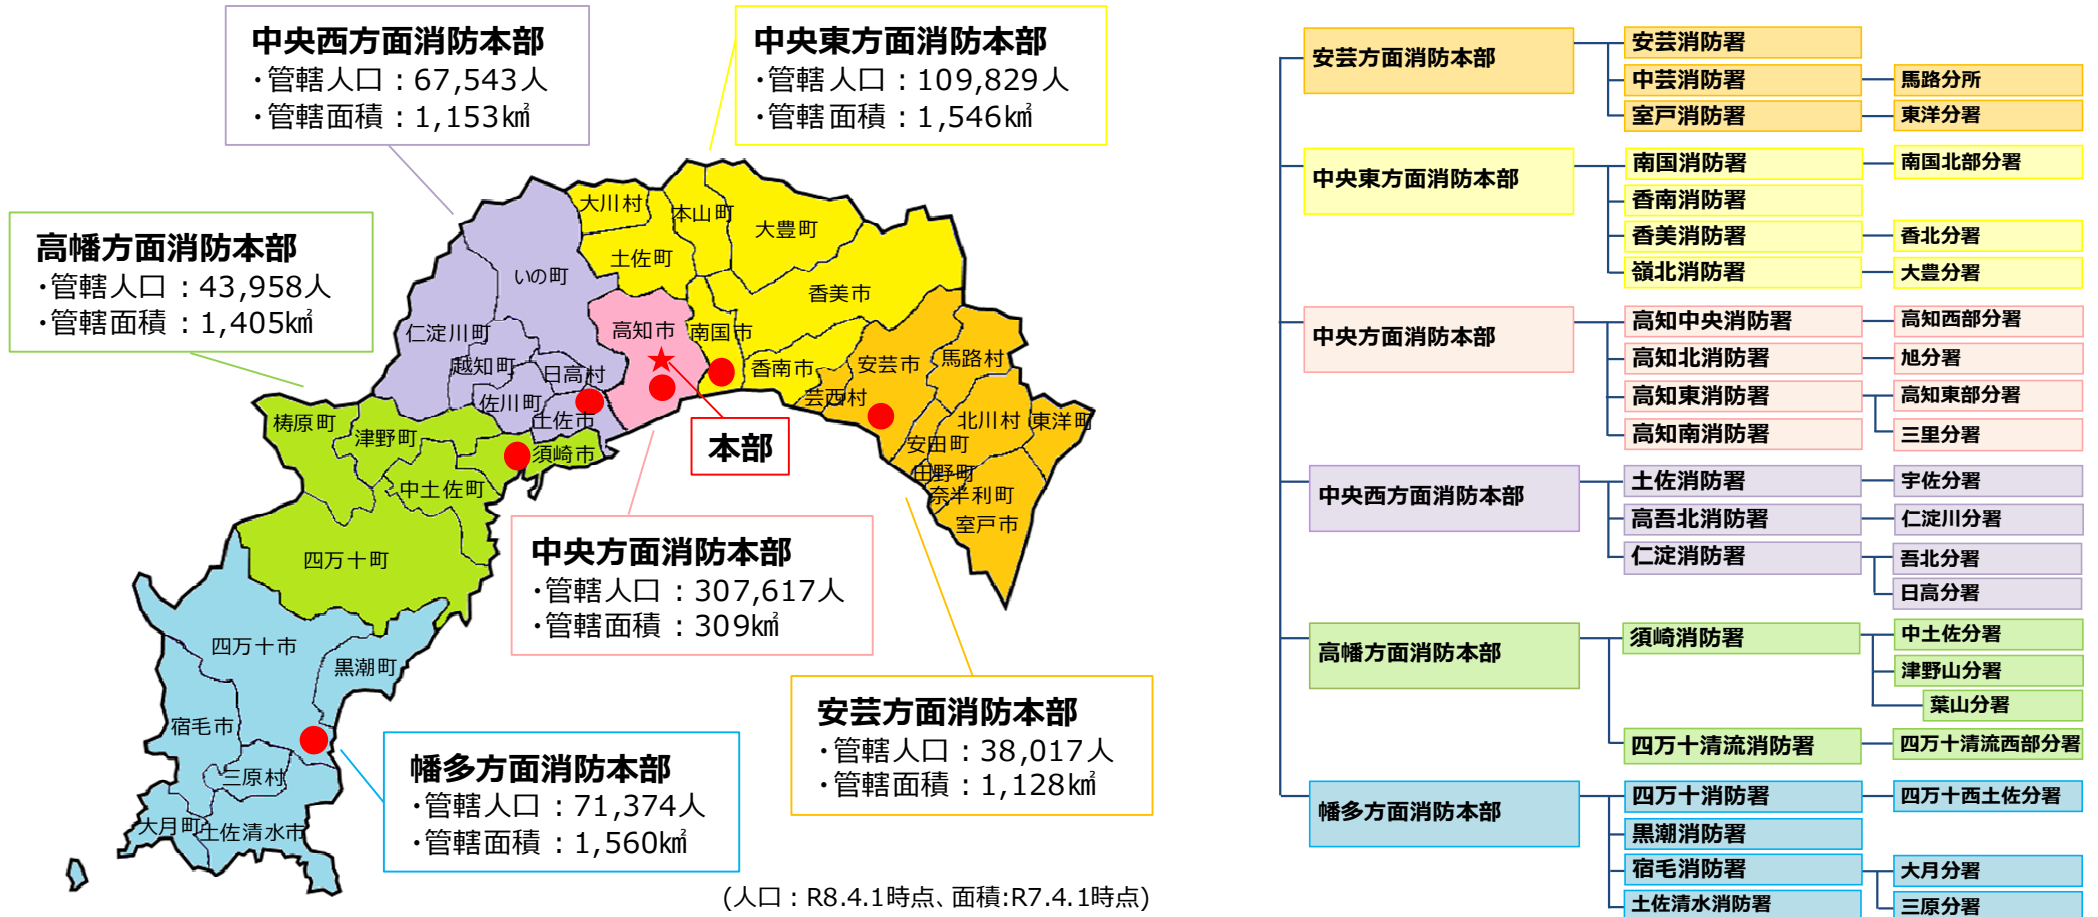 中央西方面消防本部
・管轄人口：67,543人
・管轄面積：1,153㎢
中央東方面消防本部
・管轄人口：109,829人
・管轄面積：1,546㎢
高幡方面消防本部
・管轄人口：43,958人
・管轄面積：1,405㎢
大川村
本山町
大豊町
土佐町
いの町
香美市
仁淀川町
高知市
南国市
越知町
日高村
香南市
安芸市
馬路村
佐川町
芸西村
土佐市
梼原町
津野町
須崎市
本部
北川村
東洋町
安田町
田野町
奈半利町
室戸市
中土佐町
四万十町
中央方面消防本部
・管轄人口：307,617人
・管轄面積：309㎢
四万十市
黒潮町
宿毛市
三原村
大月町
土佐清水市
安芸方面消防本部
・管轄人口：38,017人
・管轄面積：1,128㎢
幡多方面消防本部
・管轄人口：71,374人
・管轄面積：1,560㎢
(人口：R8.4.1時点、面積:R7.4.1時点)
安芸方面消防本部
安芸消防署
中芸消防署
馬路分所
室戸消防署
東洋分署
中央東方面消防本部
南国消防署
南国北部分署
香南消防署
香美消防署
香北分署
嶺北消防署
大豊分署
中央方面消防本部
高知中央消防署
高知西部分署
高知北消防署
旭分署
高知東消防署
高知東部分署
高知南消防署
三里分署
中央西方面消防本部
土佐消防署
宇佐分署
高吾北消防署
仁淀川分署
仁淀消防署
吾北分署
日高分署
高幡方面消防本部
須崎消防署
中土佐分署
津野山分署
葉山分署
四万十清流消防署
四万十清流西部分署
幡多方面消防本部
四万十消防署
四万十西土佐分署
黒潮消防署
宿毛消防署
大月分署
土佐清水消防署
三原分署